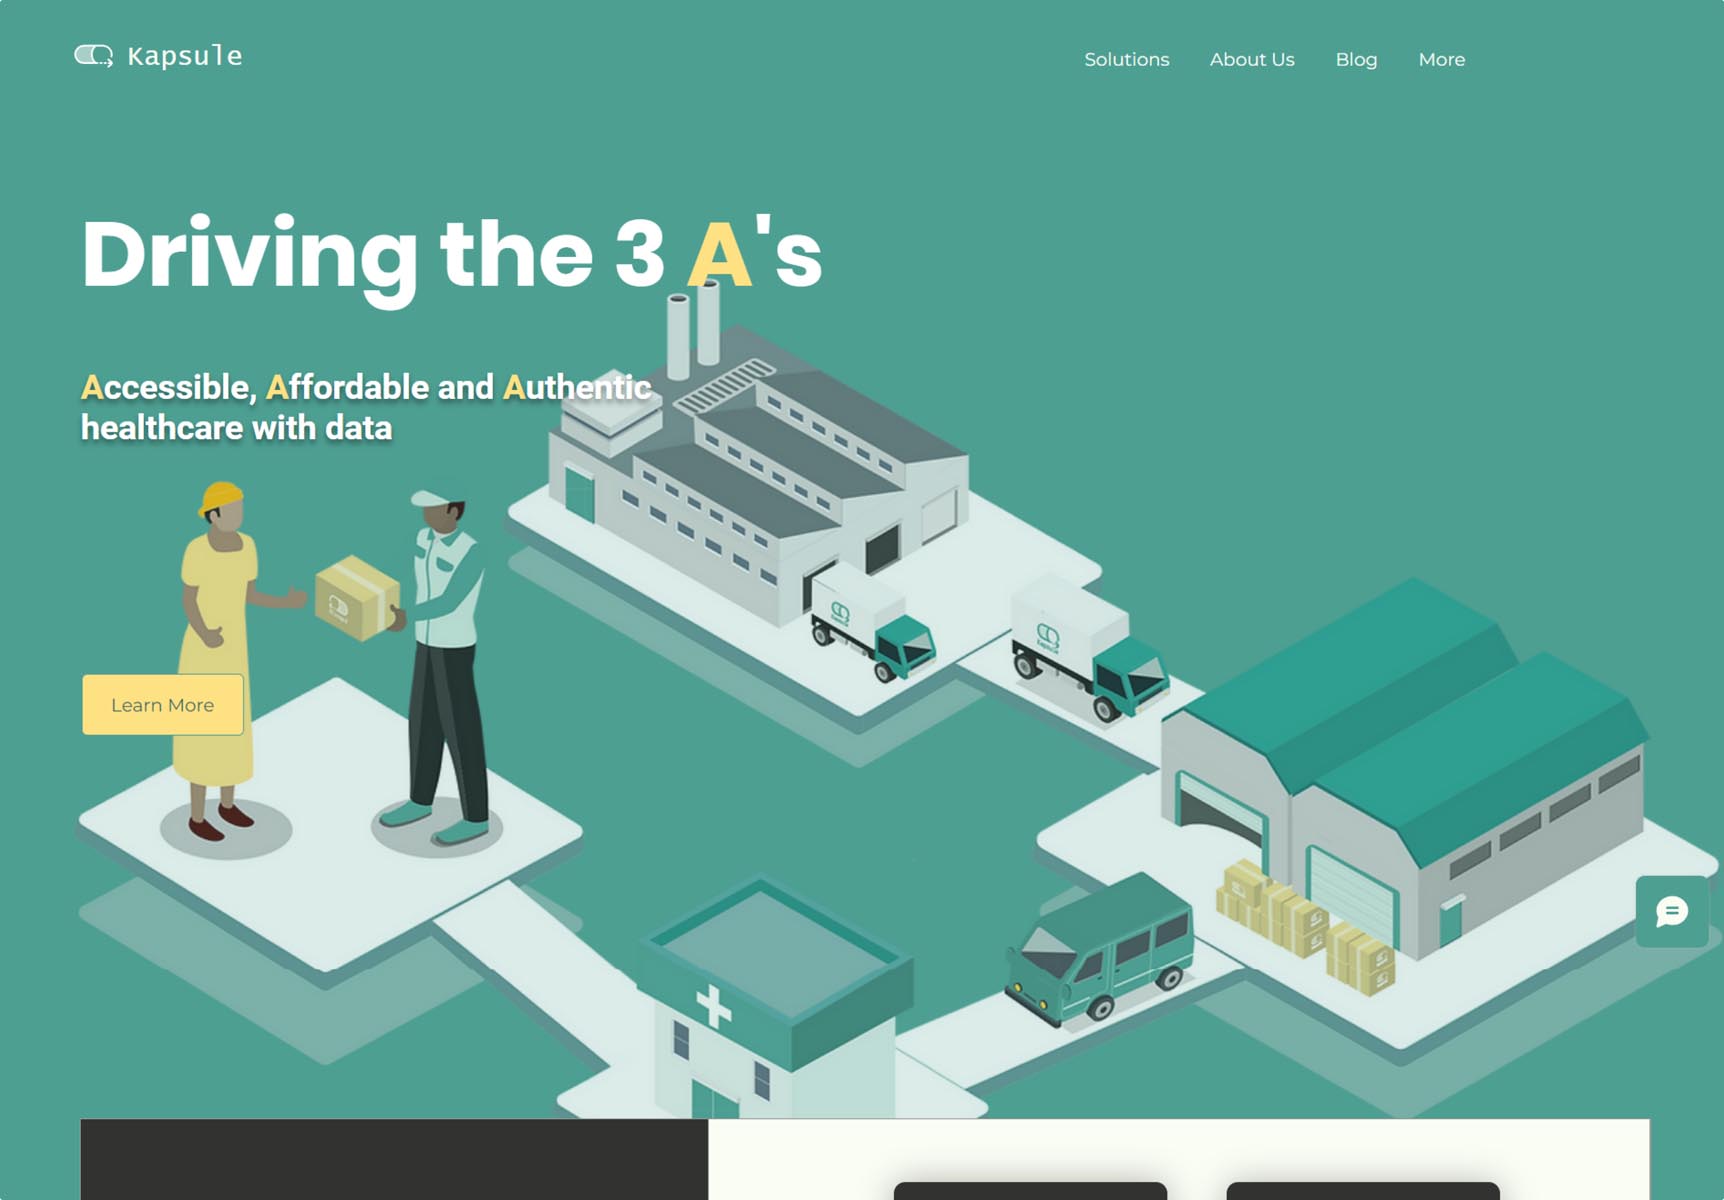 Kapsule
Solutions
About Us
Blog
More
Driving the 3 A's
Accessible, Affordable and Authentic
healthcare with data
Learn More